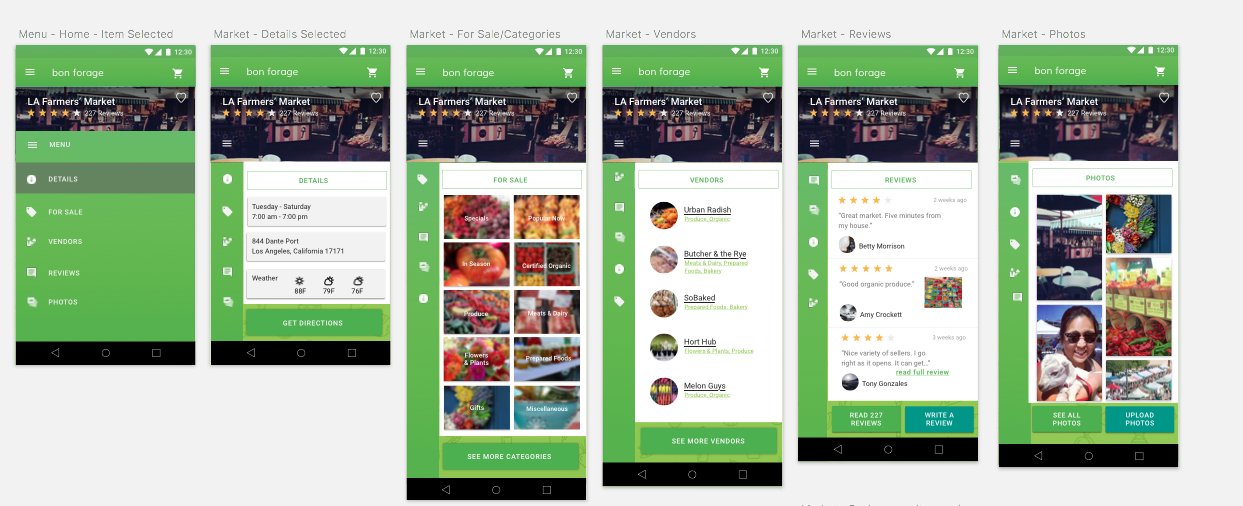 Menu - Home - Item Selected
12:30
bon forage
LA Farmers' Market
227 Reviews
MENU
DETAILS
FOR SALE
VENDORS
REVIEWS
PHOTOS
Market - Details Selected
12:30
bon forage
LA Farmers' Market
227 Reviews
DETAILS
Tuesday - Saturday
7:00 am - 7:00 pm
844 Dante Port
Los Angeles, California 17171
Weather
88F 79F 76F
GET DIRECTIONS
Market - For Sale/Categories
12:30
bon forage
LA Farmers' Market
227 Reviews
FOR SALE
Specials
Popular Now
In Season
Certified Organic
Produce
Meats & Dairy
Flowers
& Plants
Prepared Foods
Gifts
Miscellaneous
SEE MORE CATEGORIES
Market - Vendors
12:30
bon forage
LA Farmers' Market
227 Reviews
VENDORS
Urban Radish
Produce, Organic
Butcher & the Rye
Meats & Dairy, Prepared
Foods, Bakery
SoBaked
Prepared Foods, Bakery
Hort Hub
Flowers & Plants, Produce
Melon Guys
Produce, Organic
SEE MORE VENDORS
Market - Reviews
12:30
bon forage
LA Farmers' Market
227 Reviews
REVIEWS
2 weeks ago
"Great market. Five minutes from
my house."
Betty Morrison
2 weeks ago
"Good organic produce."
Amy Crockett
3 weeks ago
"Nice variety of sellers, I go
right as it opens. It can get..."
read full review
Tony Gonzales
READ 227
REVIEWS
WRITE A
REVIEW
Market - Photos
12:30
bon forage
LA Farmers' Market
227 Reviews
PHOTOS
SEE ALL
PHOTOS
UPLOAD
PHOTOS